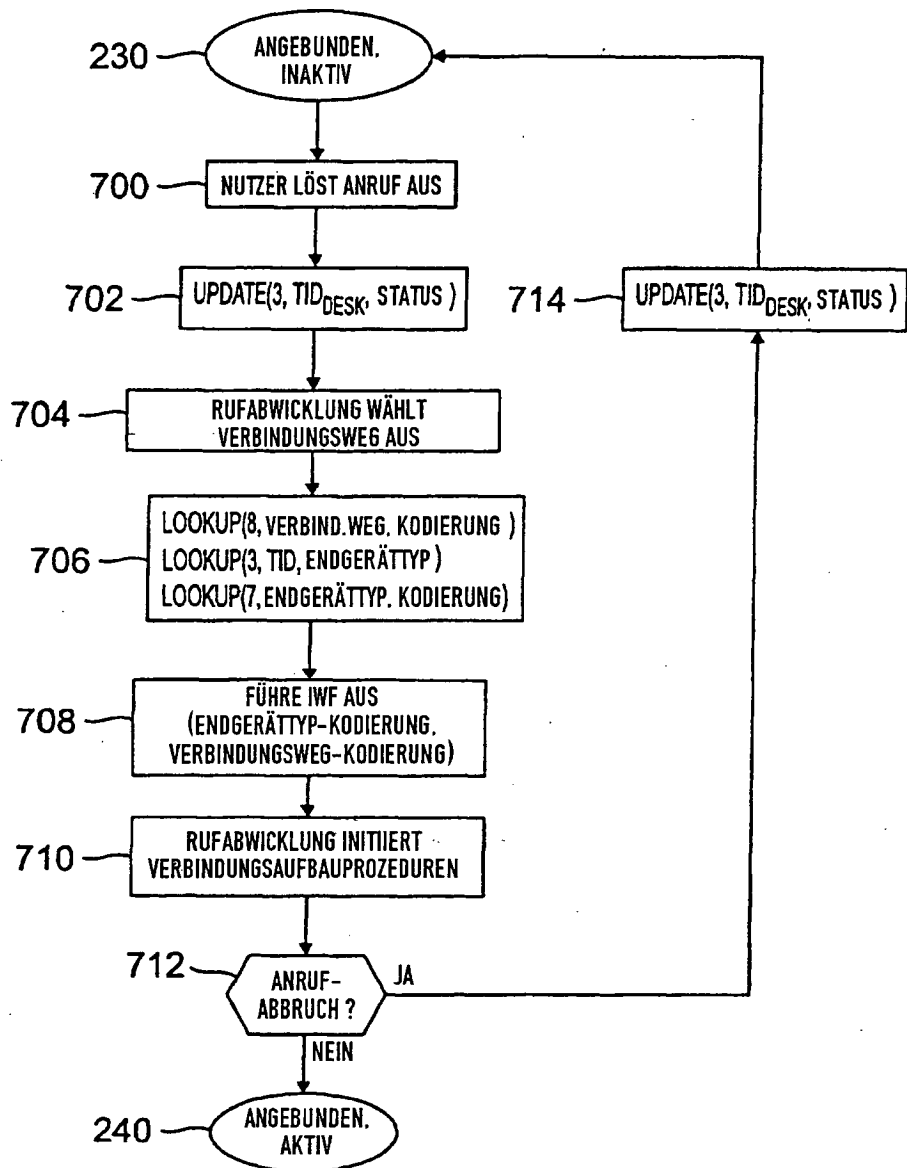 230
ANGEBUNDEN,
INAKTIV
700
NUTZER LÖST ANRUF AUS
702
UPDATE(3, TID_DESK, STATUS )
714
UPDATE(3, TID_DESK, STATUS )
704
RUFABWICKLUNG WÄHLT
VERBINDUNGSWEG AUS
706
LOOKUP(8, VERBIND.WEG, KODIERUNG )
LOOKUP(3, TID, ENDGERÄTTYP )
LOOKUP(7, ENDGERÄTTYP, KODIERUNG)
708
FÜHRE IWF AUS
(ENDGERÄTTYP-KODIERUNG,
VERBINDUNGSWEG-KODIERUNG)
710
RUFABWICKLUNG INITIIERT
VERBINDUNGSAUFBAUPROZEDUREN
712
ANRUF-
ABBRUCH ?
JA
NEIN
240
ANGEBUNDEN,
AKTIV